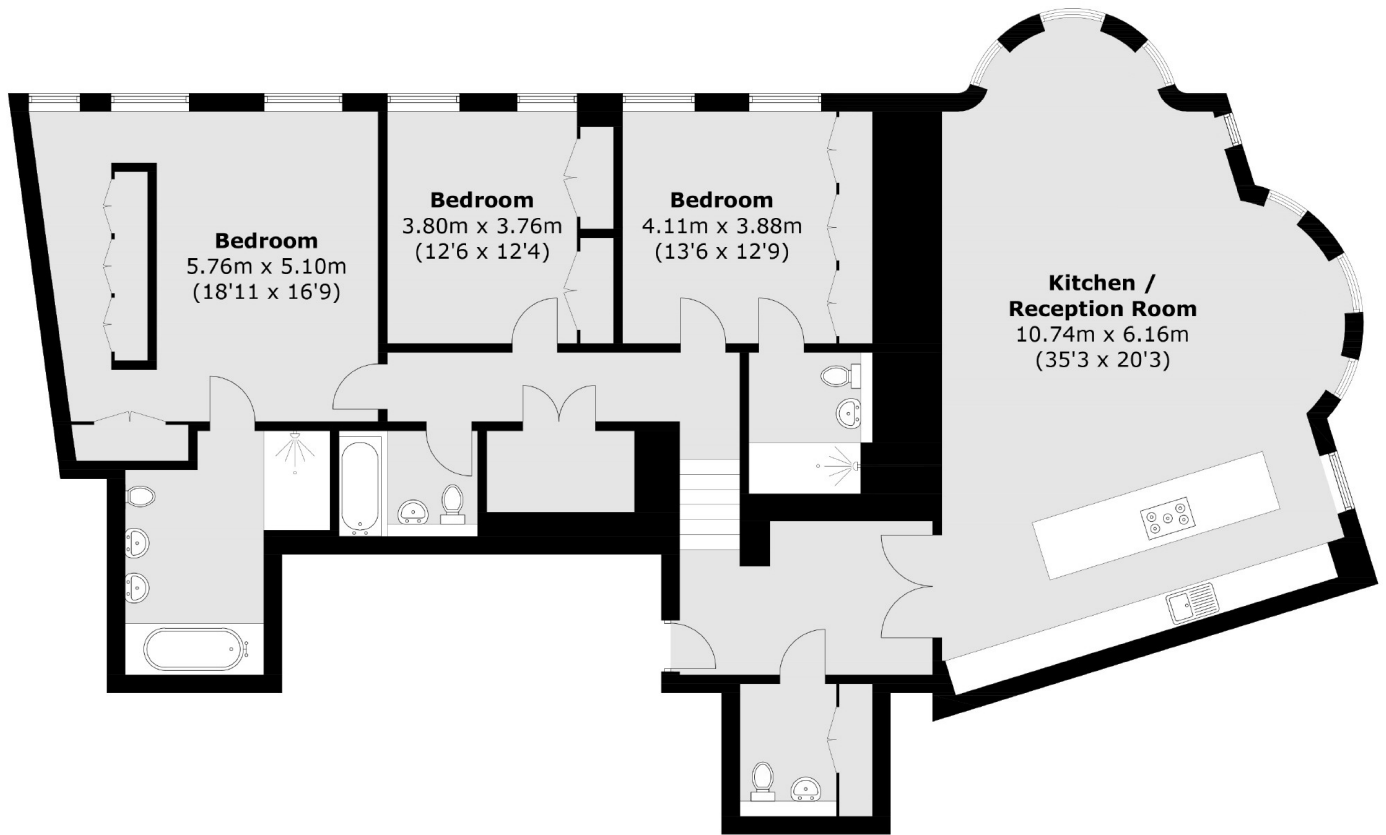 Bedroom
5.76m x 5.10m
(18'11 x 16'9)
Bedroom
3.80m x 3.76m
(12'6 x 12'4)
Bedroom
4.11m x 3.88m
(13'6 x 12'9)
Kitchen /
Reception Room
10.74m x 6.16m
(35'3 x 20'3)